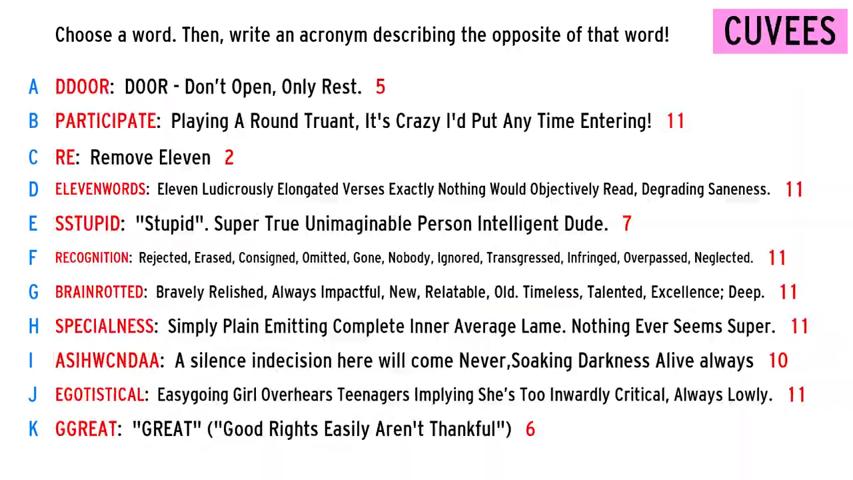 Choose a word. Then, write an acronym describing the opposite of that word!
CUVEES
A DDOOR: DOOR - Don't Open, Only Rest. 5
B PARTICIPATE: Playing A Round Truant, It's Crazy I'd Put Any Time Entering! 11
C RE: Remove Eleven 2
D ELEVENWORDS: Eleven Ludicrously Elongated Verses Exactly Nothing Would Objectively Read, Degrading Saneness. 11
E SSTUPID: "Stupid". Super True Unimaginable Person Intelligent Dude. 7
F RECOGNITION: Rejected, Erased, Consigned, Omitted, Gone, Nobody, Ignored, Transgressed, Infringed, Overpassed, Neglected. 11
G BRAINROTTED: Bravely Relished, Always Impactful, New, Relatable, Old. Timeless, Talented, Excellence; Deep. 11
H SPECIALNESS: Simply Plain Emitting Complete Inner Average Lame. Nothing Ever Seems Super. 11
I ASIHWCNDAA: A silence indecision here will come Never,Soaking Darkness Alive always 10
J EGOTISTICAL: Easygoing Girl Overhears Teenagers Implying She's Too Inwardly Critical, Always Lowly. 11
K GGREAT: "GREAT" ("Good Rights Easily Aren't Thankful") 6